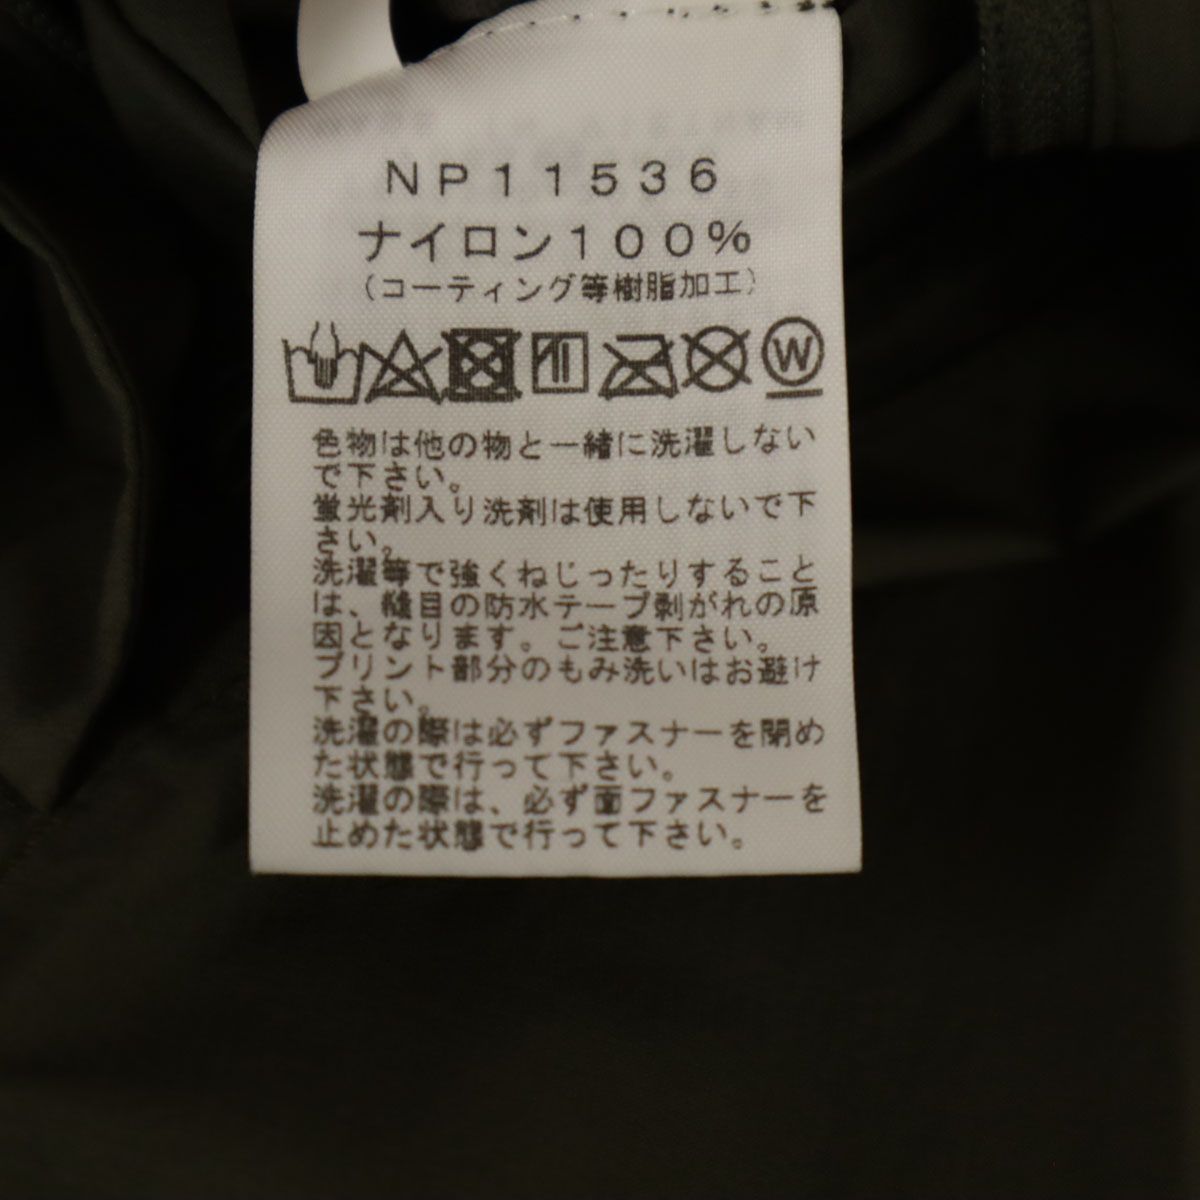 NP11536
ナイロン100%
(コーティング等樹脂加工)
W
色物は他の物と一緒に洗濯しない
で下さい。
蛍光剤入り洗剤は使用しないで下
さい。
洗濯等で強くねじったりすること
は、縫目の防水テープ剥がれの原
因となります。ご注意下さい。
プリント部分のもみ洗いはお避け
下さい。
洗濯の際は必ずファスナーを閉め
た状態で行って下さい。
洗濯の際は、必ず面ファスナーを
止めた状態で行って下さい。